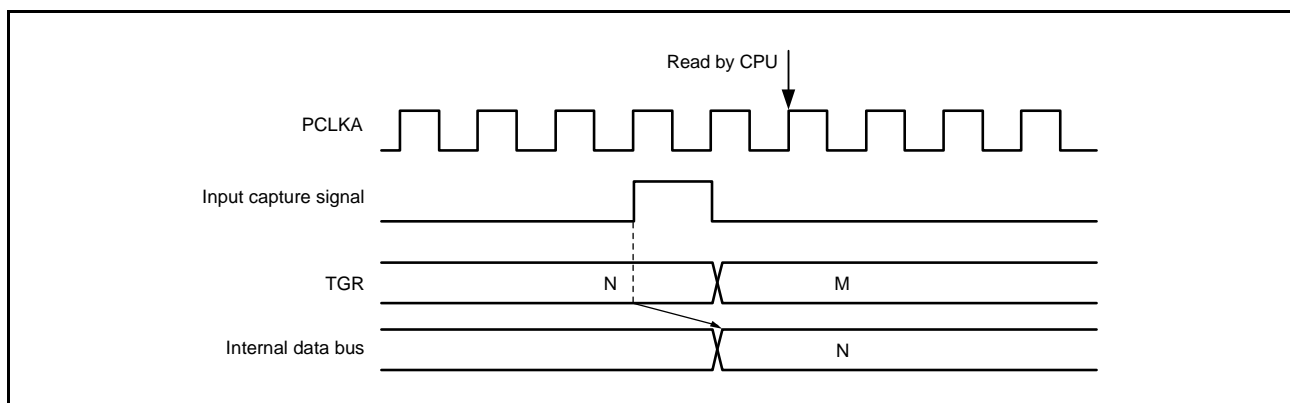 Read by CPU
PCLKA
Input capture signal
TGR
N
M
Internal data bus
N